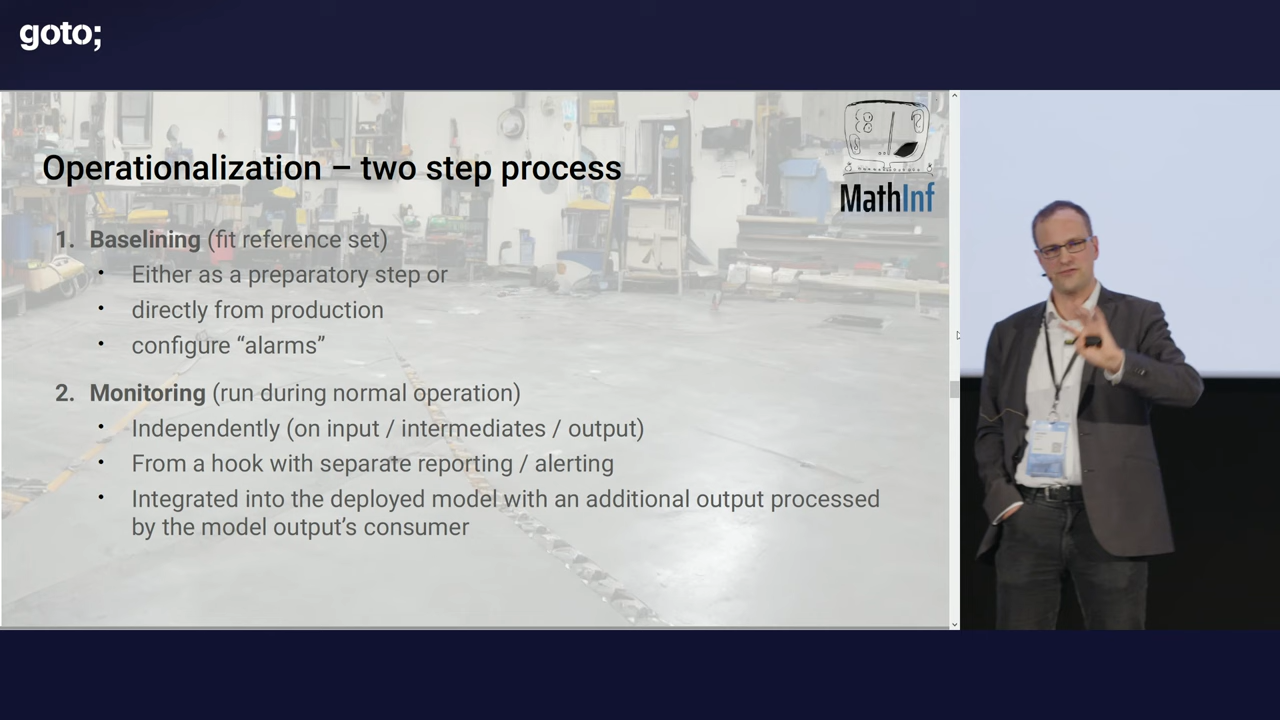 goto;
MathInf
Operationalization – two step process
1. Baselining (fit reference set)
• Either as a preparatory step or
• directly from production
• configure “alarms”
2. Monitoring (run during normal operation)
• Independently (on input / intermediates / output)
• From a hook with separate reporting / alerting
• Integrated into the deployed model with an additional output processed
by the model output’s consumer